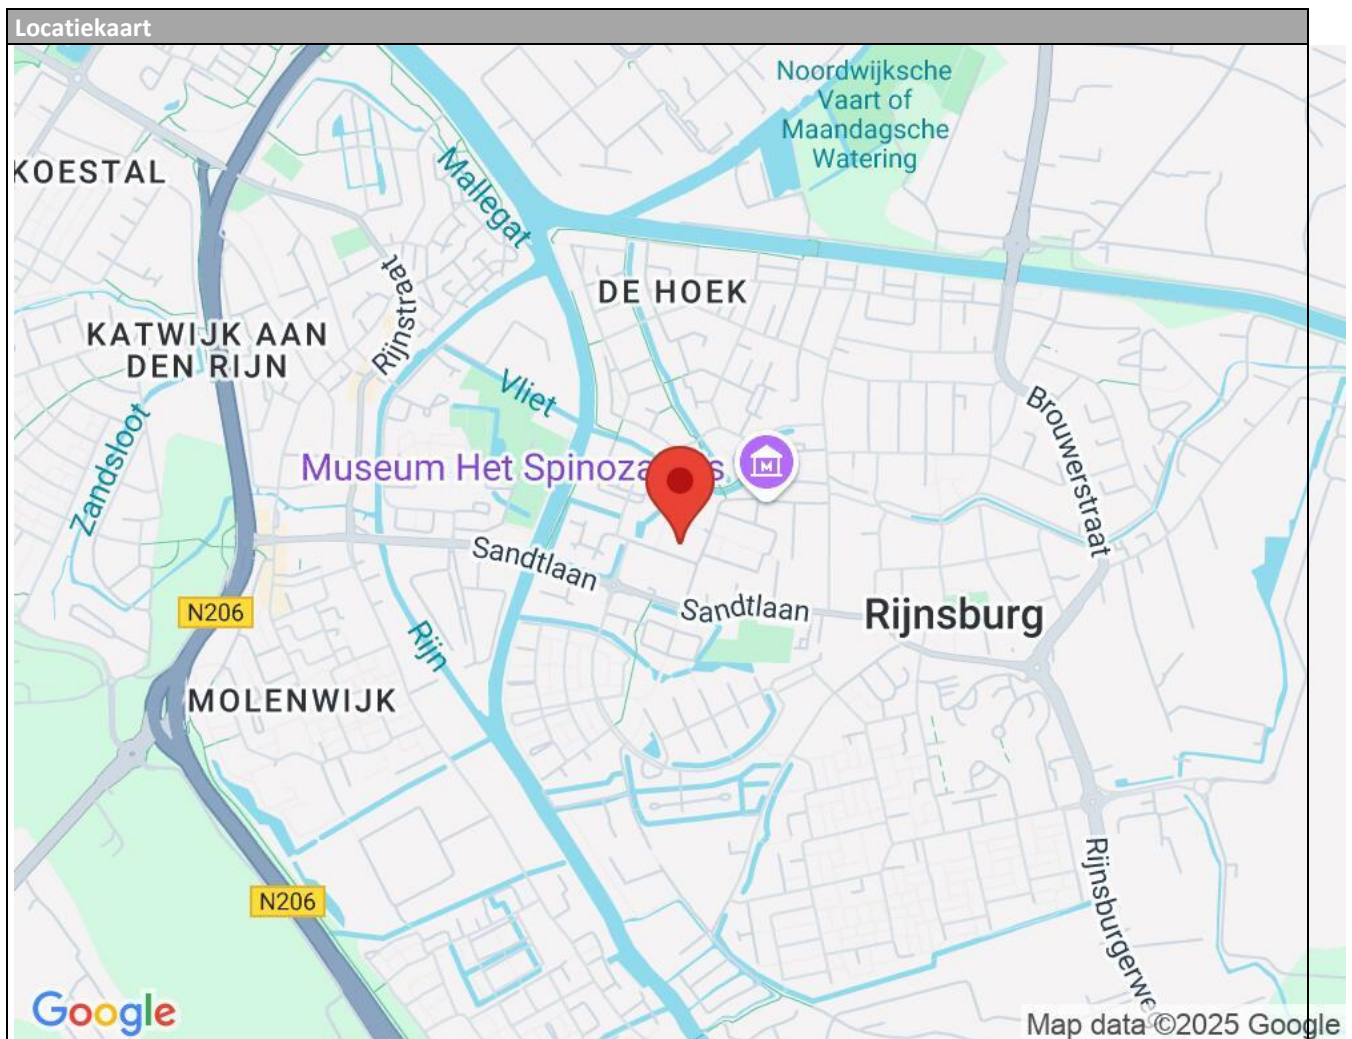 Locatiekaart
Noordwijksche
Vaart of
Maandagsche
Watering
KOESTAL
Mallegat
Rijnstraat
DE HOEK
KATWIJK AAN
DEN RIJN
Vliet
Brouwerstraat
Zandsloot
Museum Het Spinoza s
M
Sandtlaan
Sandtlaan
Rijnsburg
N206
Rijn
MOLENWIJK
Rijnsburgerweg
N206
Google
Map data ©2025 Google